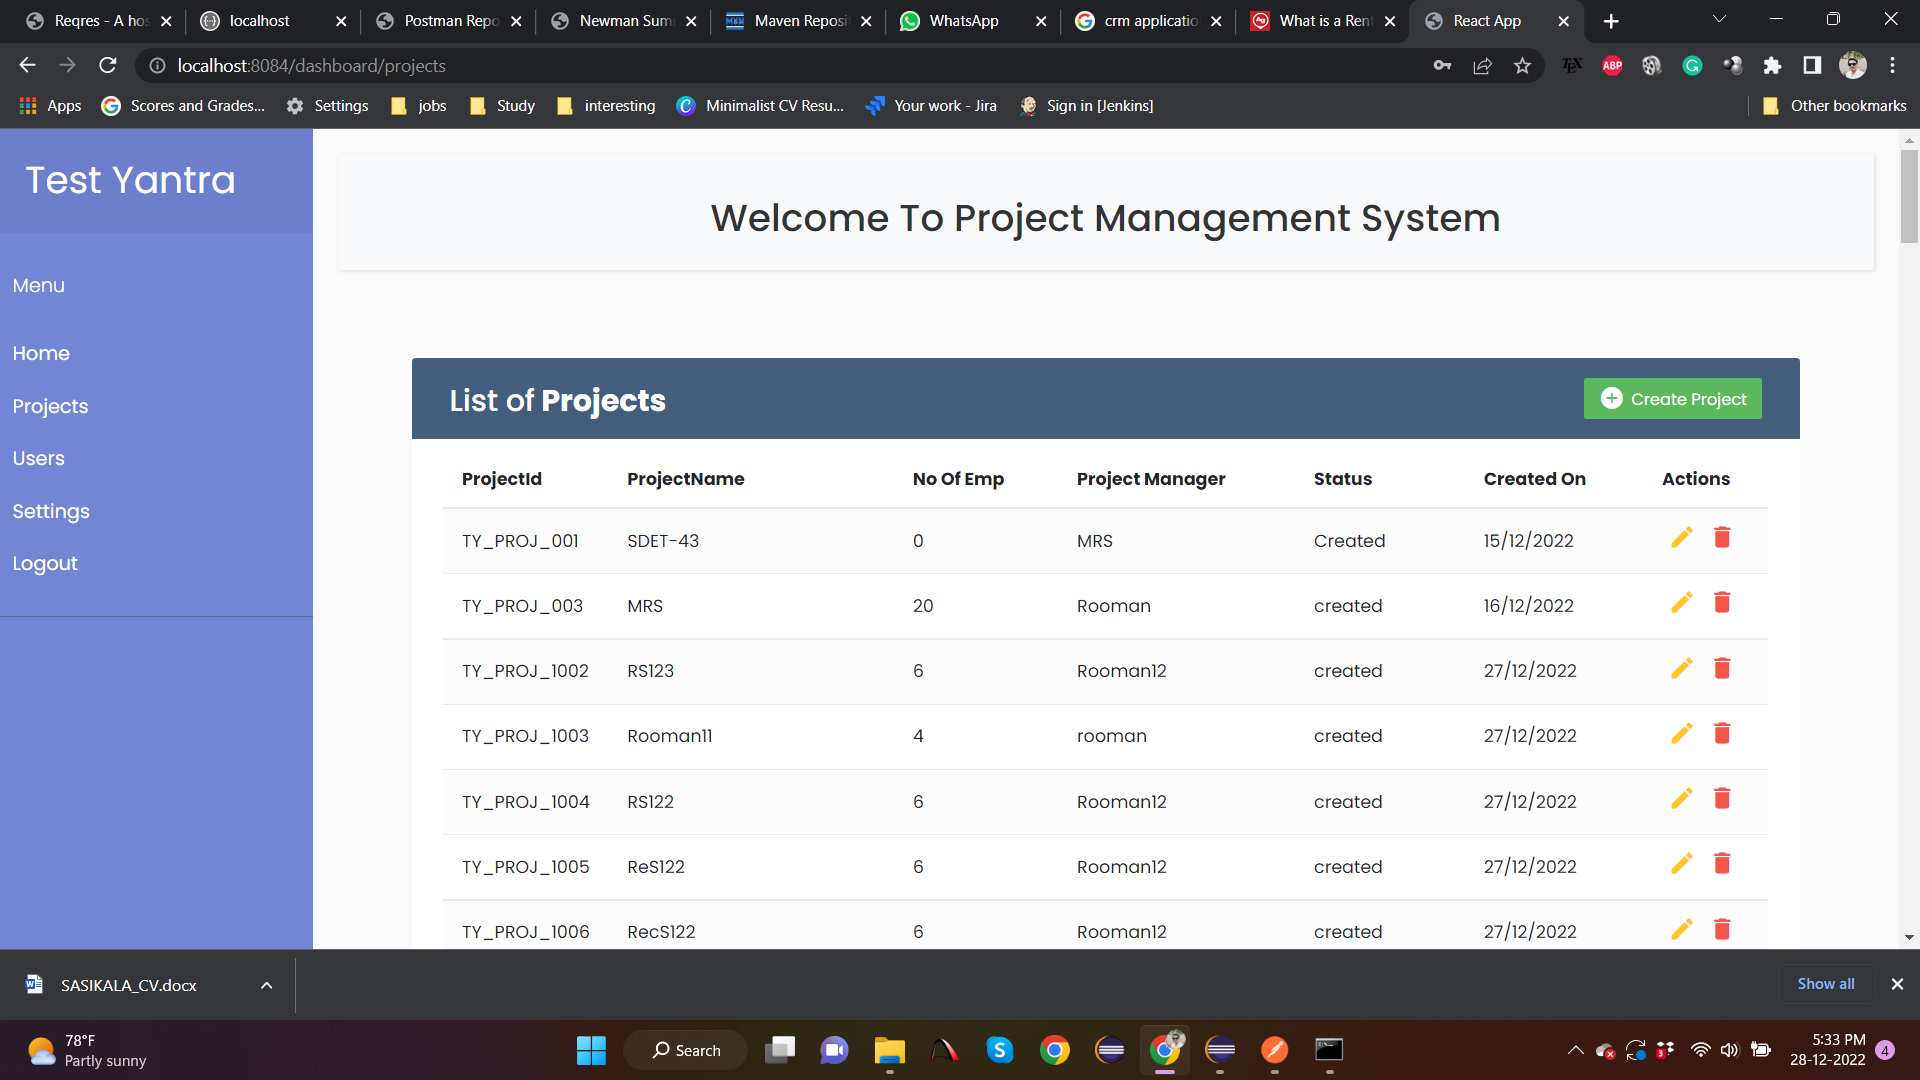 Reqres - A hos
localhost
Postman Repo
Newman Sum
Maven Reposi
WhatsApp
crm applicatio
What is a Ren
React App
localhost:8084/dashboard/projects
Apps
Scores and Grades...
Settings
jobs
Study
interesting
Minimalist CV Resu...
Your work - Jira
Sign in [Jenkins]
Other bookmarks
Test Yantra
Menu
Home
Projects
Users
Settings
Logout
Welcome To Project Management System
List of Projects
Create Project
ProjectId ProjectName No Of Emp Project Manager Status Created On Actions
TY_PROJ_001 SDET-43 0 MRS Created 15/12/2022
TY_PROJ_003 MRS 20 Rooman created 16/12/2022
TY_PROJ_1002 RS123 6 Rooman12 created 27/12/2022
TY_PROJ_1003 Rooman11 4 rooman created 27/12/2022
TY_PROJ_1004 RS122 6 Rooman12 created 27/12/2022
TY_PROJ_1005 ReS122 6 Rooman12 created 27/12/2022
TY_PROJ_1006 RecS122 6 Rooman12 created 27/12/2022
SASIKALA_CV.docx
Show all
78°F
Partly sunny
Search
5:33 PM
28-12-2022
4